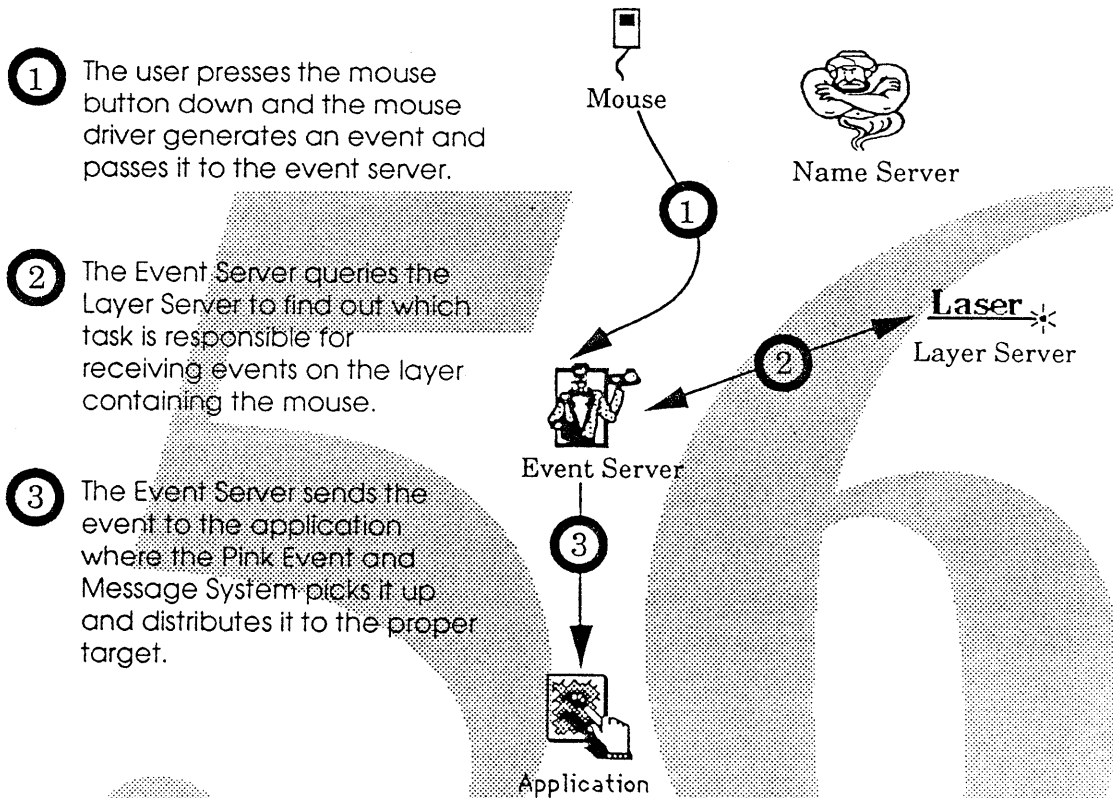 1
The user presses the mouse
button down and the mouse
driver generates an event and
passes it to the event server.
2
The Event Server queries the
Layer Server to find out which
task is responsible for
receiving events on the layer
containing the mouse.
3
The Event Server sends the
event to the application
where the Pink Event and
Message System picks it up
and distributes it to the proper
target.
Mouse
Name Server
1
Laser
Layer Server
2
Event Server
3
Application